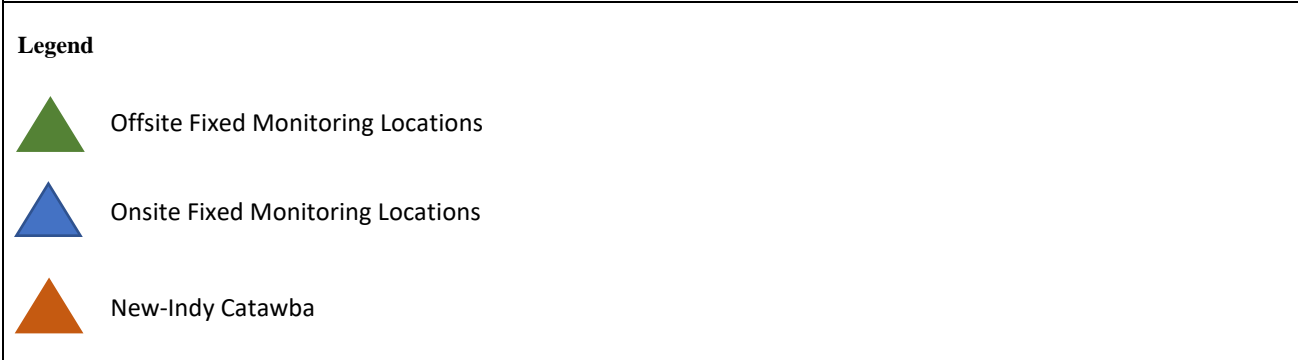 Legend
Offsite Fixed Monitoring Locations
Onsite Fixed Monitoring Locations
New-Indy Catawba